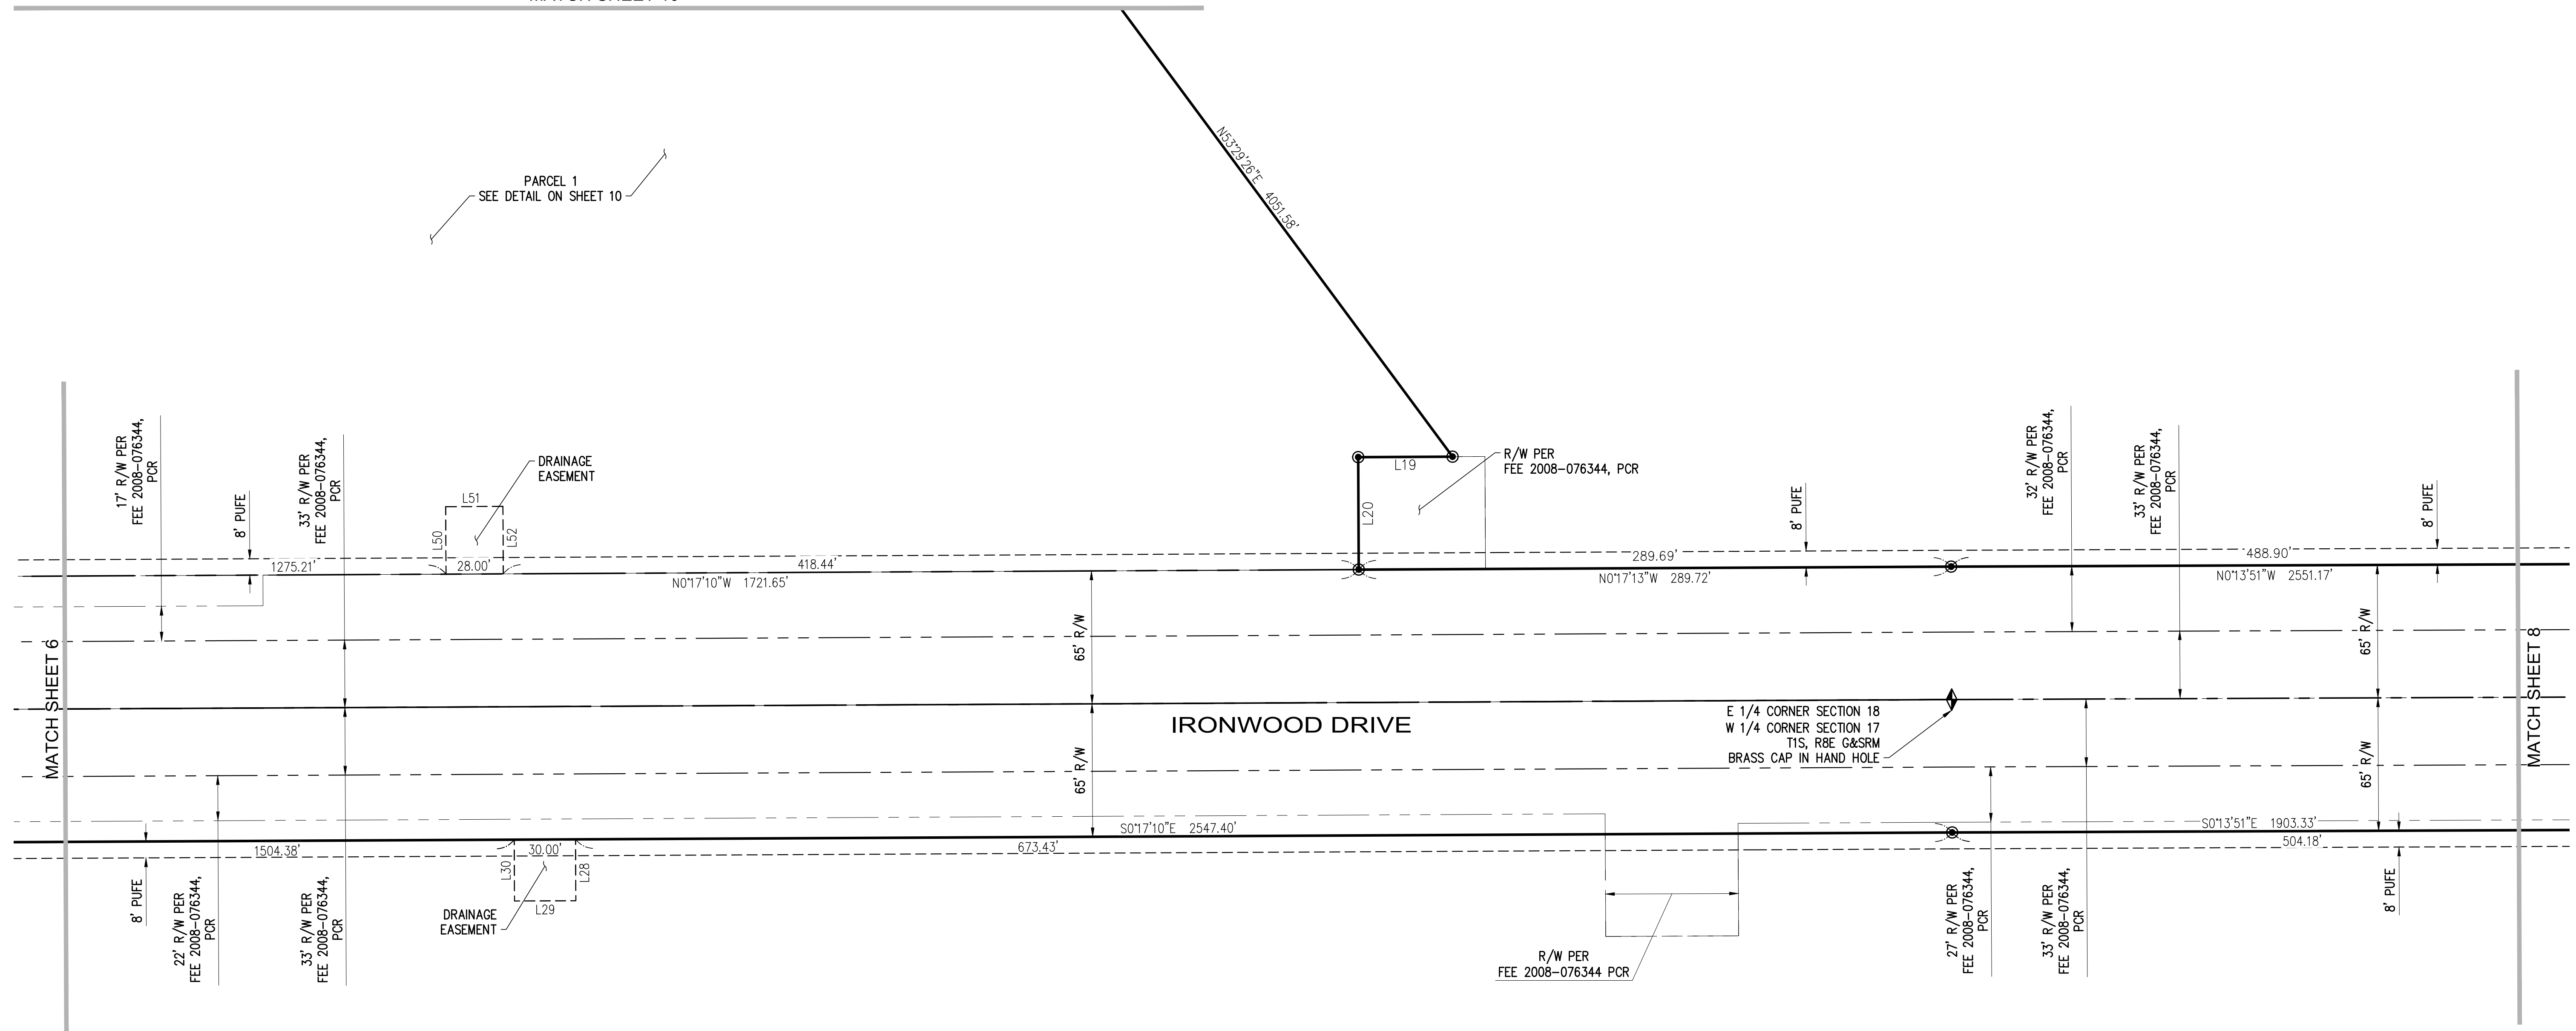 PARCEL 1
SEE DETAIL ON SHEET 10
N53°29'26"E 4051.58'
17' R/W PER
FEE 2008-076344,
PCR
8' PUFE
33' R/W PER
FEE 2008-076344,
PCR
L51
L50
L52
DRAINAGE
EASEMENT
L19
L20
R/W PER
FEE 2008-076344, PCR
8' PUFE
32' R/W PER
FEE 2008-076344,
PCR
33' R/W PER
FEE 2008-076344,
PCR
8' PUFE
1275.21'
28.00'
418.44'
289.69'
488.90'
N0°17'10"W 1721.65'
N0°17'13"W 289.72'
N0°13'51"W 2551.17'
65' R/W
65' R/W
MATCH SHEET 6
MATCH SHEET 8
IRONWOOD DRIVE
E 1/4 CORNER SECTION 18
W 1/4 CORNER SECTION 17
T1S, R8E G&SRM
BRASS CAP IN HAND HOLE
65' R/W
65' R/W
S0°17'10"E 2547.40'
S0°13'51"E 1903.33'
1504.38'
30.00'
673.43'
504.18'
L30
L28
L29
8' PUFE
22' R/W PER
FEE 2008-076344,
PCR
33' R/W PER
FEE 2008-076344,
PCR
DRAINAGE
EASEMENT
R/W PER
FEE 2008-076344 PCR
27' R/W PER
FEE 2008-076344,
PCR
33' R/W PER
FEE 2008-076344,
PCR
8' PUFE